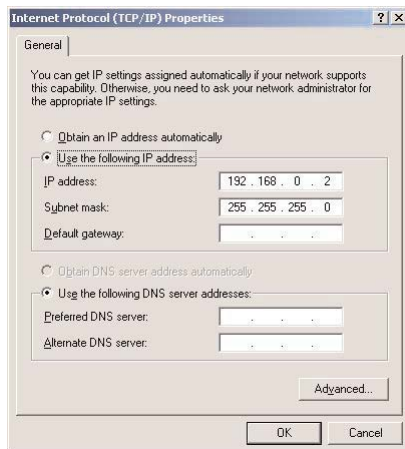 Internet Protocol (TCP/IP) Properties
General
You can get IP settings assigned automatically if your network supports
this capability. Otherwise, you need to ask your network administrator for
the appropriate IP settings.
Obtain an IP address automatically
Use the following IP address:
IP address: 192 . 168 . 0 . 2
Subnet mask: 255 . 255 . 255 . 0
Default gateway: . . .
Obtain DNS server address automatically
Use the following DNS server addresses:
Preferred DNS server: . . .
Alternate DNS server: . . .
Advanced...
OK Cancel